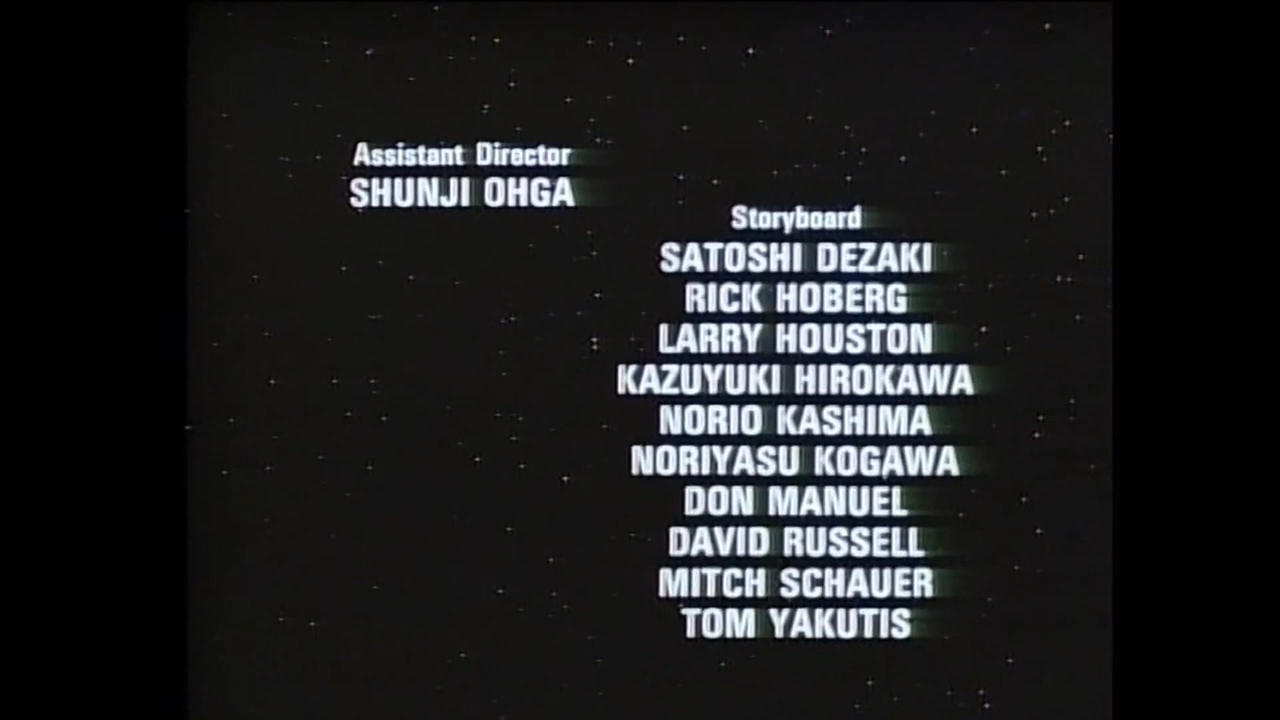 Assistant Director
SHUNJI OHGA
Storyboard
SATOSHI DEZAKI
RICK HOBERG
LARRY HOUSTON
KAZUYUKI HIROKAWA
NORIO KASHIMA
NORIYASU KOGAWA
DON MANUEL
DAVID RUSSELL
MITCH SCHAUER
TOM YAKUTIS